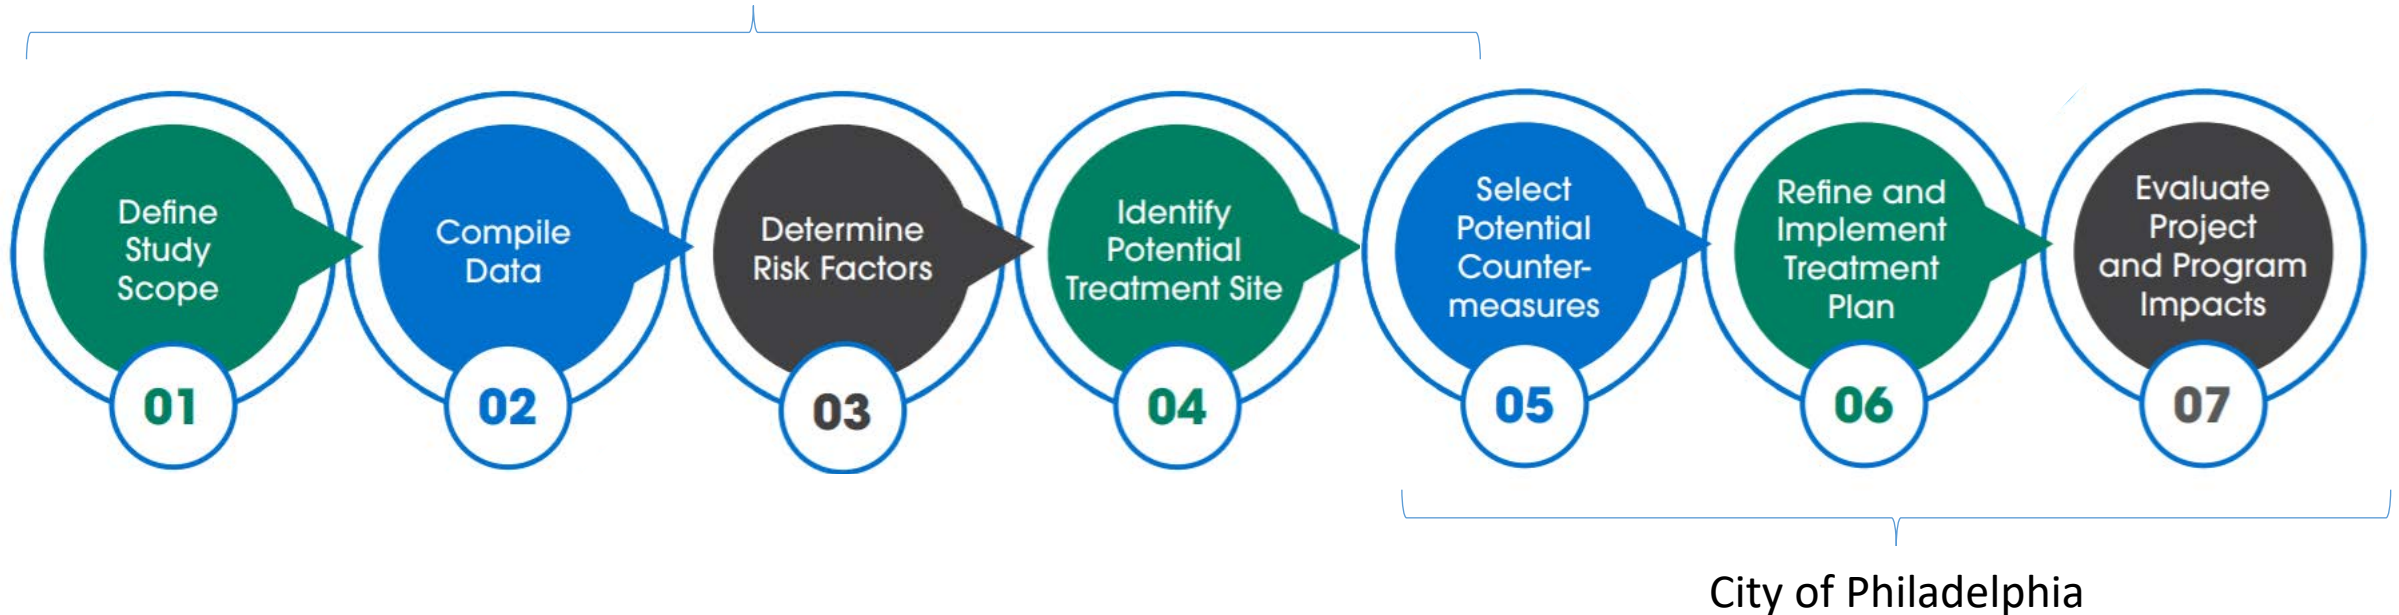 Define
Study
Scope
01
Compile
Data
02
Determine
Risk Factors
03
Identify
Potential
Treatment Site
04
Select
Potential
Counter-
measures
05
Refine and
Implement
Treatment
Plan
06
Evaluate
Project
and Program
Impacts
07
City of Philadelphia